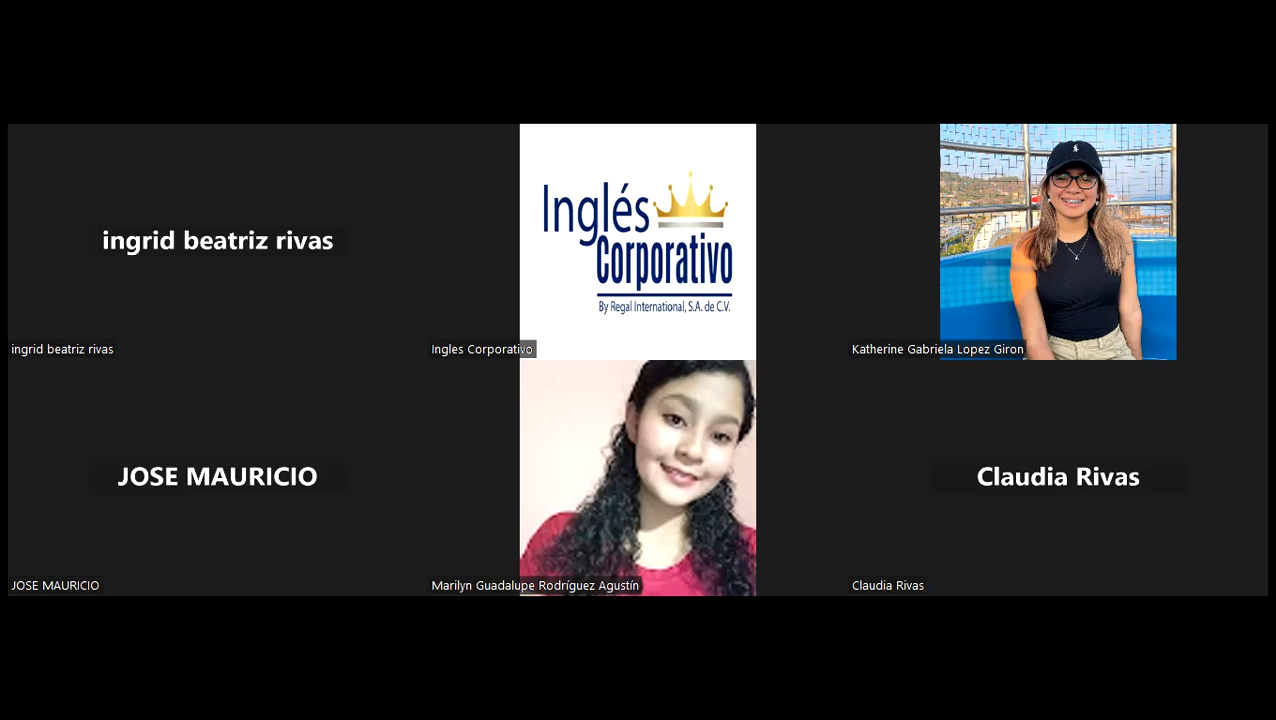 ingrid beatriz rivas
ingrid beatriz rivas
Inglés
Corporativo
By Regal International, S.A. de C.V.
Ingles Corporativo
Katherine Gabriela Lopez Giron
JOSE MAURICIO
JOSE MAURICIO
Marilyn Guadalupe Rodríguez Agustín
Claudia Rivas
Claudia Rivas